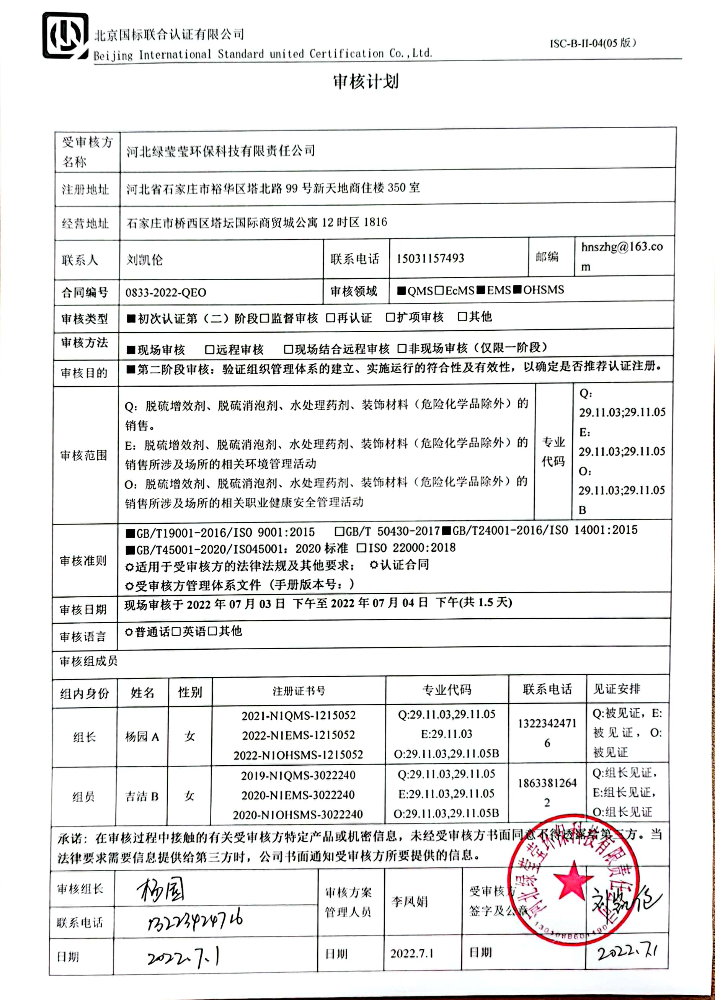 北京国标联合认证有限公司
Beijing International Standard united Certification Co.,Ltd.
ISC-B-II-04(05 版)
审核计划
受审核方
名称
河北绿莹莹环保科技有限责任公司
注册地址
河北省石家庄市裕华区塔北路 99 号新天地商住楼 350 室
经营地址
石家庄市桥西区塔坛国际商贸城公寓 12 时区 1816
联系人
刘凯伦
联系电话
15031157493
邮编
hnszhg@163.co
m
合同编号
0833-2022-QEO
审核领域
■QMS□EcMS■EMS■OHSMS
审核类型
■初次认证第（二）阶段□监督审核 □再认证 □扩项审核 □其他
审核方法
■现场审核 □远程审核 □现场结合远程审核 □非现场审核（仅限一阶段）
审核目的
■第二阶段审核：验证组织管理体系的建立、实施运行的符合性及有效性，以确定是否推荐认证注册。
审核范围
Q：脱硫增效剂、脱硫消泡剂、水处理药剂、装饰材料（危险化学品除外）的
销售。
E：脱硫增效剂、脱硫消泡剂、水处理药剂、装饰材料（危险化学品除外）的
销售所涉及场所的相关环境管理活动
O：脱硫增效剂、脱硫消泡剂、水处理药剂、装饰材料（危险化学品除外）的
销售所涉及场所的相关职业健康安全管理活动
专业
代码
Q：
29.11.03;29.11.05
E：
29.11.03;29.11.05
O：
29.11.03;29.11.05
B
审核准则
■GB/T19001-2016/ISO 9001:2015 □GB/T 50430-2017■GB/T24001-2016/ISO 14001:2015
■GB/T45001-2020/ISO45001：2020 标准 □ISO 22000:2018
✡适用于受审核方的法律法规及其他要求； ✡认证合同
✡受审核方管理体系文件（手册版本号：）
审核日期
现场审核于 2022 年 07 月 03 日 下午至 2022 年 07 月 04 日 下午(共 1.5 天)
审核语言
✡普通话□英语□其他
审核组成员
组内身份 姓名 性别 注册证书号 专业代码 联系电话 见证安排
组长
杨园 A
女
2021-N1QMS-1215052
2022-N1EMS-1215052
2022-N1OHSMS-1215052
Q:29.11.03,29.11.05
E:29.11.03
O:29.11.03,29.11.05B
1322342471
6
Q:被见证，E:
被见证，O:
被见证
组员
吉洁 B
女
2019-N1QMS-3022240
2020-N1EMS-3022240
2020-N1OHSMS-3022240
Q:29.11.03,29.11.05
E:29.11.03,29.11.05
O:29.11.03,29.11.05B
1863381264
2
Q:组长见证，
E:组长见证，
O:组长见证
承诺：在审核过程中接触的有关受审核方特定产品或机密信息，未经受审核方书面同意不得透露给第三方。当
法律要求需要信息提供给第三方时，公司书面通知受审核方所要提供的信息。
审核组长
杨园
审核方案
管理人员
李凤娟
受审核方
签字及公章
刘凯伦
河北绿莹莹环保科技有限责任公司
联系电话
13223424716
日期
2022.7.1
日期
2022.7.1
日期
2022.7.1